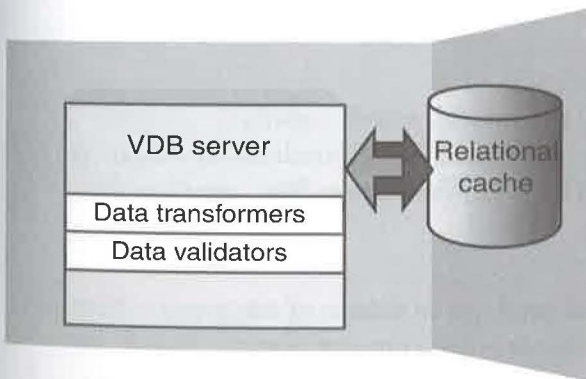 VDB server
Data transformers
Data validators
Relational
cache